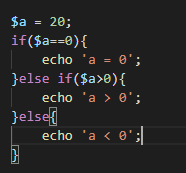 $a = 20;
if($a==0){
    echo 'a = 0';
}else if($a>0){
    echo 'a > 0';
}else{
    echo 'a < 0';
}